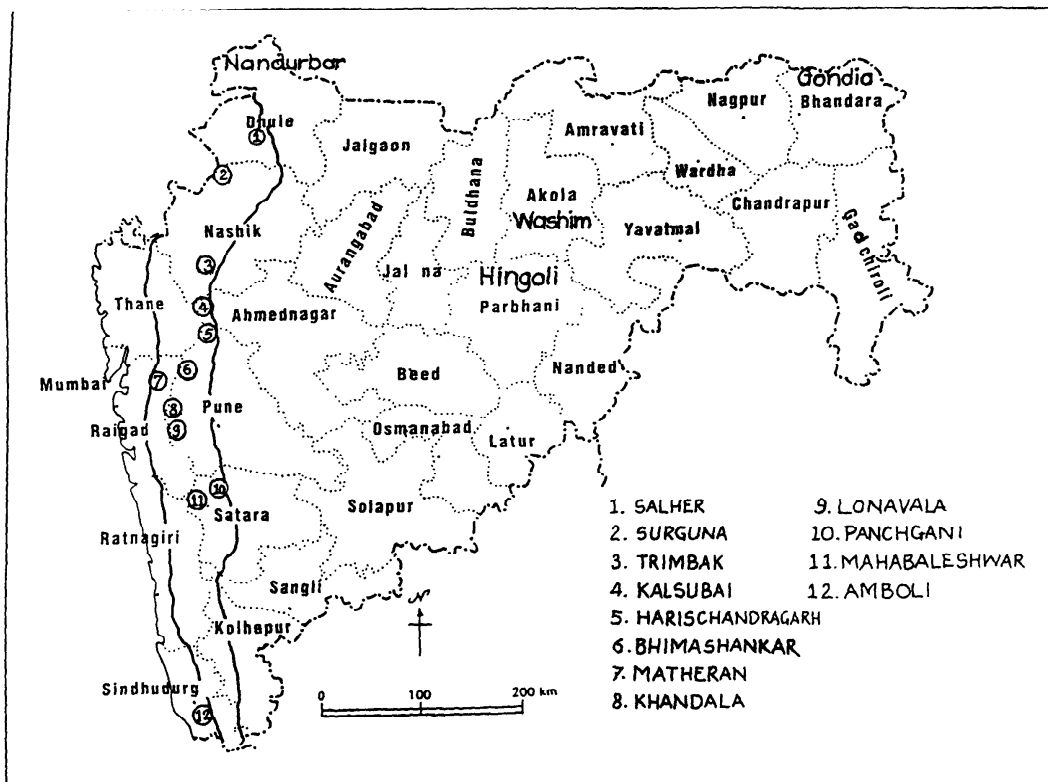 Nandurbar
Gondia
Nagpur
Bhandara
Dhule
Amravati
1
Jalgaon
Buldhana
Wardha
2
Akola
Chandrapur
Washim
Nashik
Aurangabad
Yavatmal
Gadchiroli
3
Jal na
Hingoli
Thane
4
Ahmednagar
Parbhani
5
6
Beed
Nanded
Mumbai
7
8
Pune
Raigad
9
Osmanabad
Latur
10
11
Satara
Solapur
Ratnagiri
Sangli
N
Kolhapur
Sindhudurg
12
0 100 200 km
1. SALHER
2. SURGUNA
3. TRIMBAK
4. KALSUBAI
5. HARISCHANDRAGARH
6. BHIMASHANKAR
7. MATHERAN
8. KHANDALA
9. LONAVALA
10. PANCHGANI
11. MAHABALESHWAR
12. AMBOLI